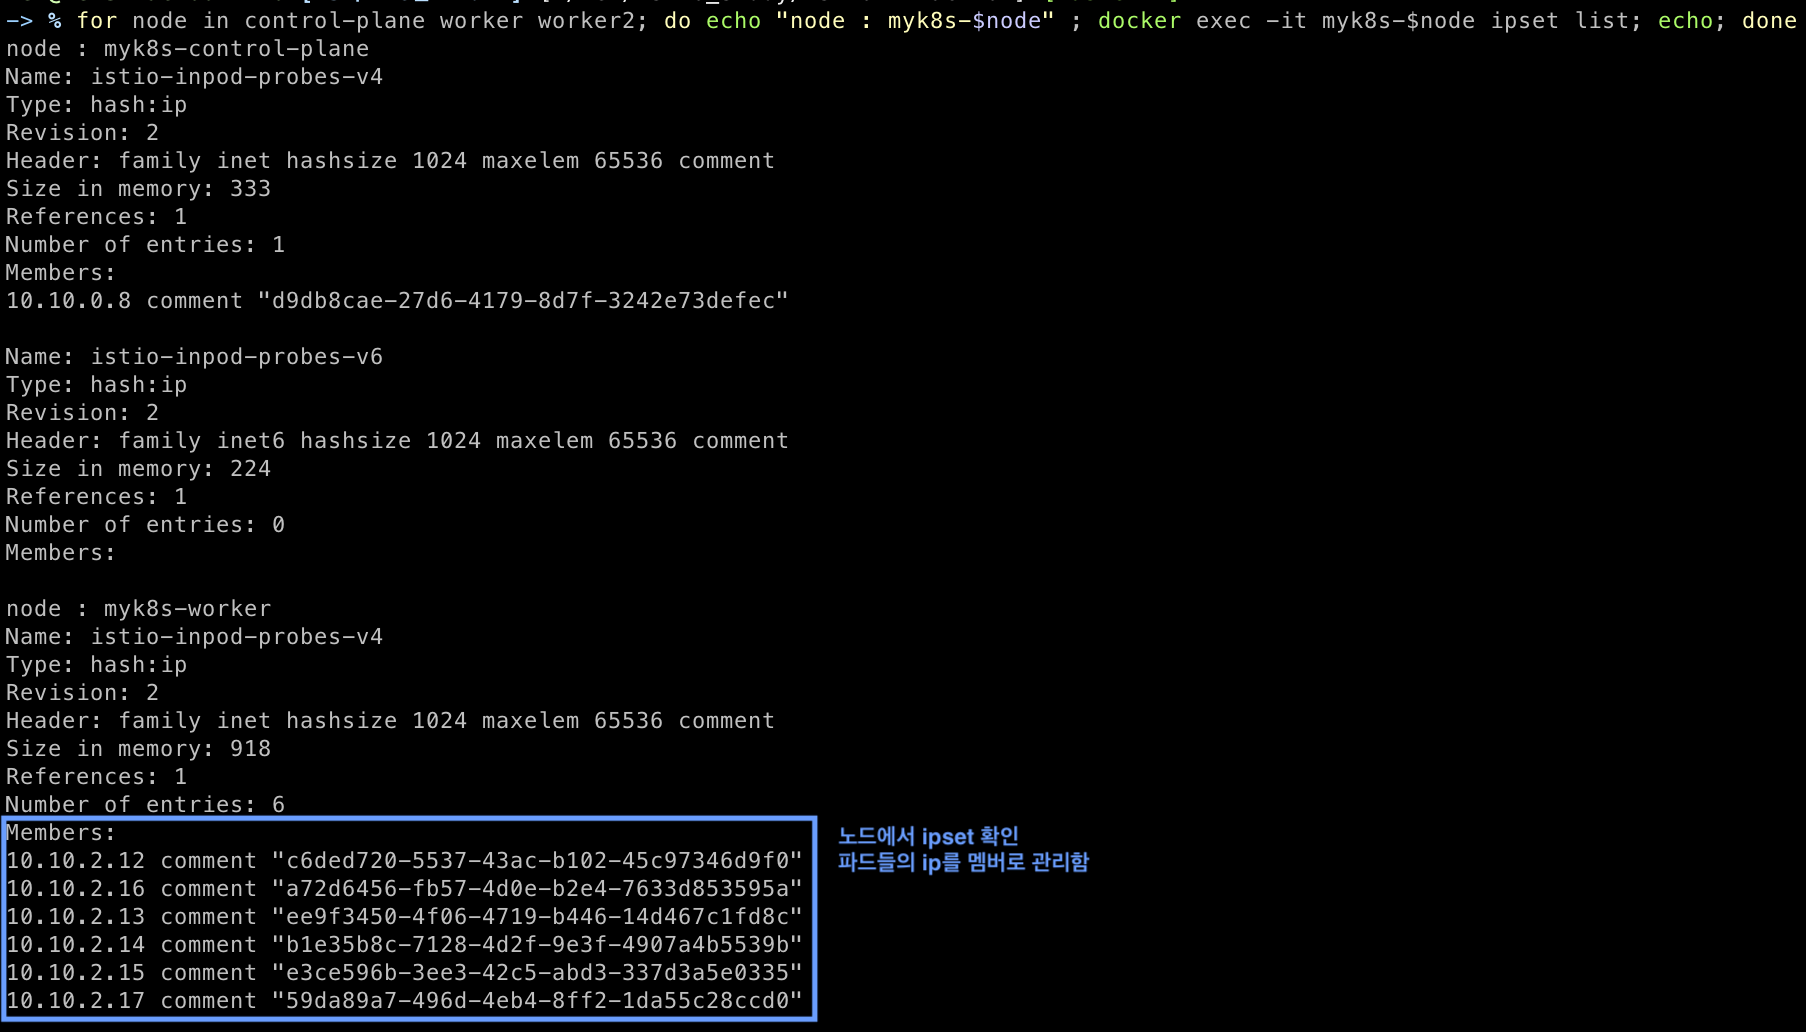 -> % for node in control-plane worker worker2; do echo "node : myk8s-$node" ; docker exec -it myk8s-$node ipset list; echo; done
node : myk8s-control-plane
Name: istio-inpod-probes-v4
Type: hash:ip
Revision: 2
Header: family inet hashsize 1024 maxelem 65536 comment
Size in memory: 333
References: 1
Number of entries: 1
Members:
10.10.0.8 comment "d9db8cae-27d6-4179-8d7f-3242e73defec"
Name: istio-inpod-probes-v6
Type: hash:ip
Revision: 2
Header: family inet6 hashsize 1024 maxelem 65536 comment
Size in memory: 224
References: 1
Number of entries: 0
Members:
node : myk8s-worker
Name: istio-inpod-probes-v4
Type: hash:ip
Revision: 2
Header: family inet hashsize 1024 maxelem 65536 comment
Size in memory: 918
References: 1
Number of entries: 6
Members:
10.10.2.12 comment "c6ded720-5537-43ac-b102-45c97346d9f0"
10.10.2.16 comment "a72d6456-fb57-4d0e-b2e4-7633d853595a"
10.10.2.13 comment "ee9f3450-4f06-4719-b446-14d467c1fd8c"
10.10.2.14 comment "b1e35b8c-7128-4d2f-9e3f-4907a4b5539b"
10.10.2.15 comment "e3ce596b-3ee3-42c5-abd3-337d3a5e0335"
10.10.2.17 comment "59da89a7-496d-4eb4-8ff2-1da55c28ccd0"
노드에서 ipset 확인
파드들의 ip를 멤버로 관리함